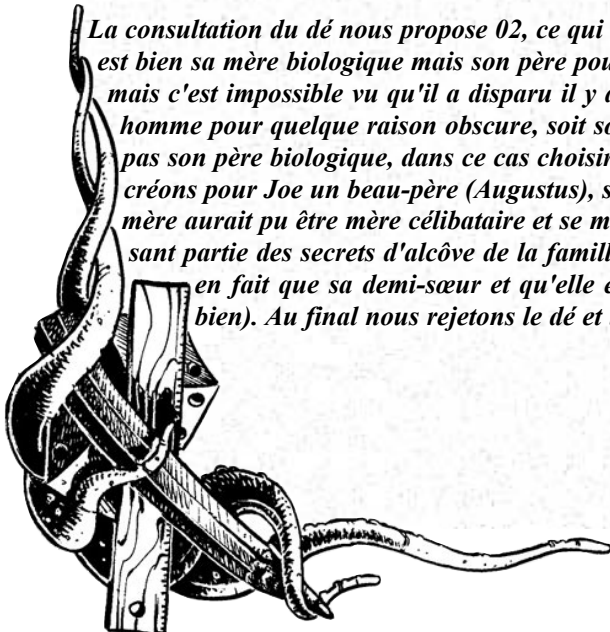 La consultation du dé nous propose 02, ce qui
est bien sa mère biologique mais son père pou
mais c'est impossible vu qu'il a disparu il y a
homme pour quelque raison obscure, soit so
pas son père biologique, dans ce cas choisir
créons pour Joe un beau-père (Augustus), s
mère aurait pu être mère célibataire et se m
sant partie des secrets d'alcôve de la famill
en fait que sa demi-sœur et qu'elle e
bien). Au final nous rejetons le dé et